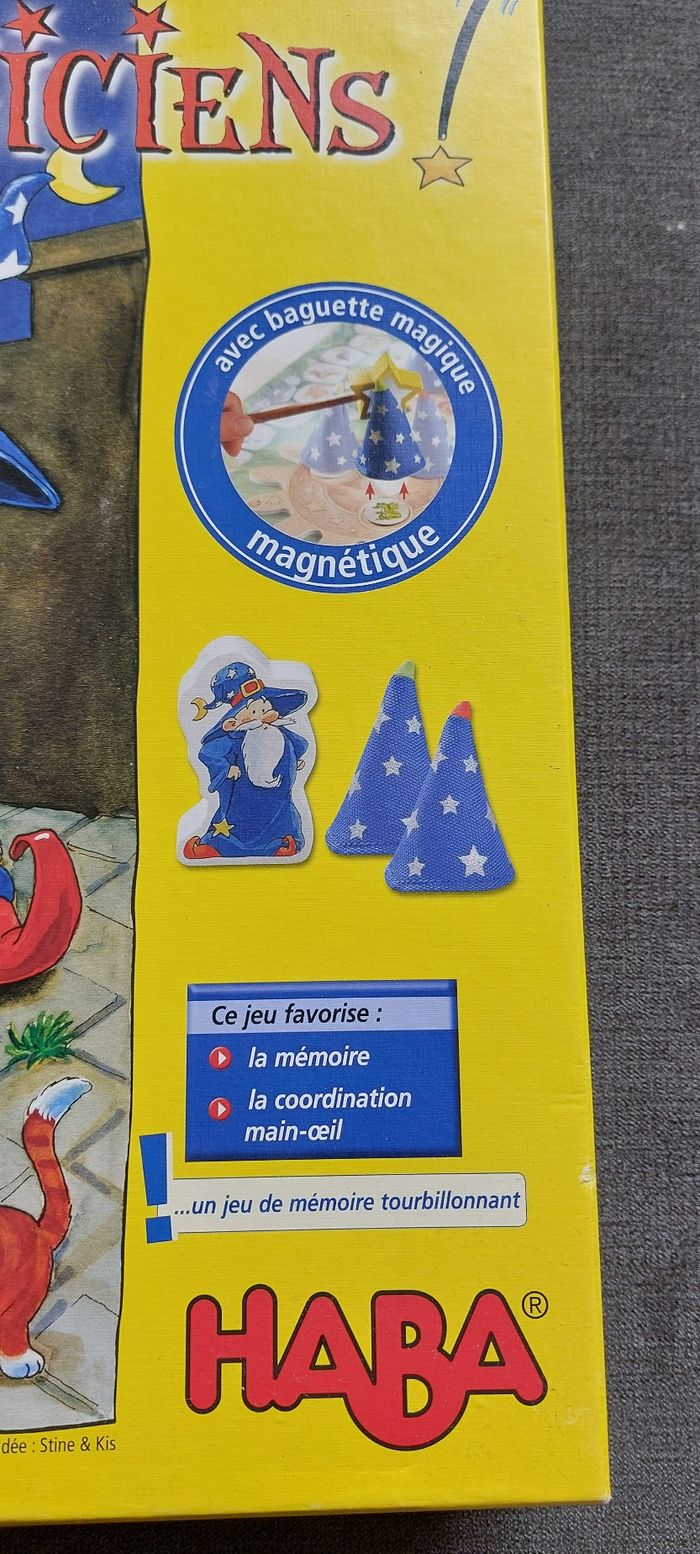 ICIENS
avec baguette magique
magnétique
Ce jeu favorise :
la mémoire
la coordination
main-œil
...un jeu de mémoire tourbillonnant
HABA®
dée : Stine & Kis